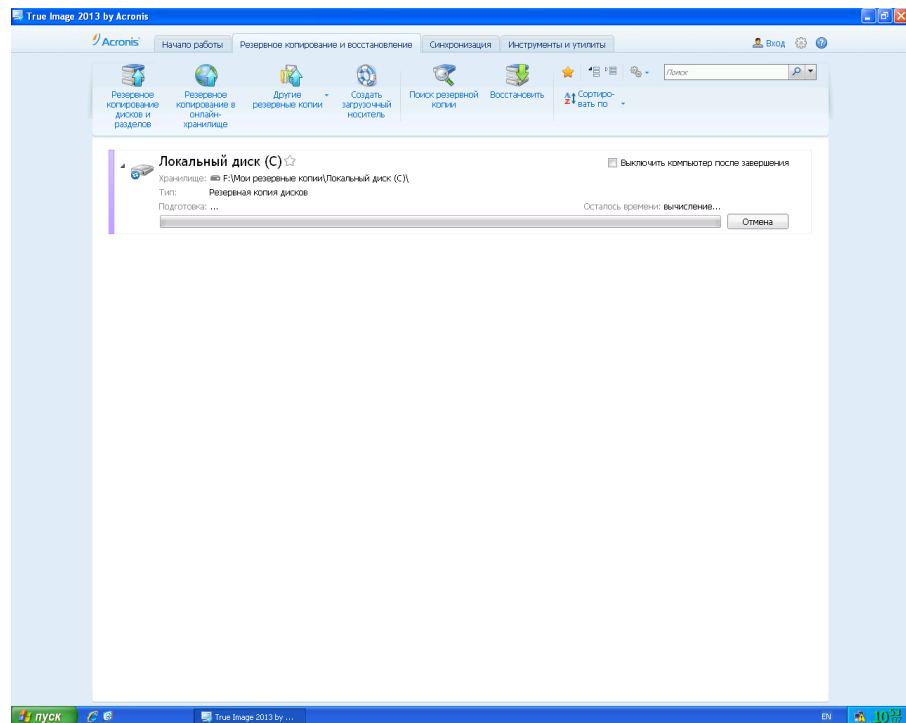 True Image 2013 by Acronis
Acronis
Начало работы
Резервное копирование и восстановление
Синхронизация
Инструменты и утилиты
Вход
Резервное
копирование
дисков и
разделов
Резервное
копирование в
онлайн-
хранилище
Другие
резервные копии
Создать
загрузочный
носитель
Поиск резервной
копии
Восстановить
Сортиро-
вать по
Поиск
Локальный диск (C)
Выключить компьютер после завершения
Хранилище: F:\Мои резервные копии\Локальный диск (C)\
Тип: Резервная копия дисков
Подготовка: ...
Осталось времени: вычисление...
Отмена
пуск
True Image 2013 by ...
EN
10